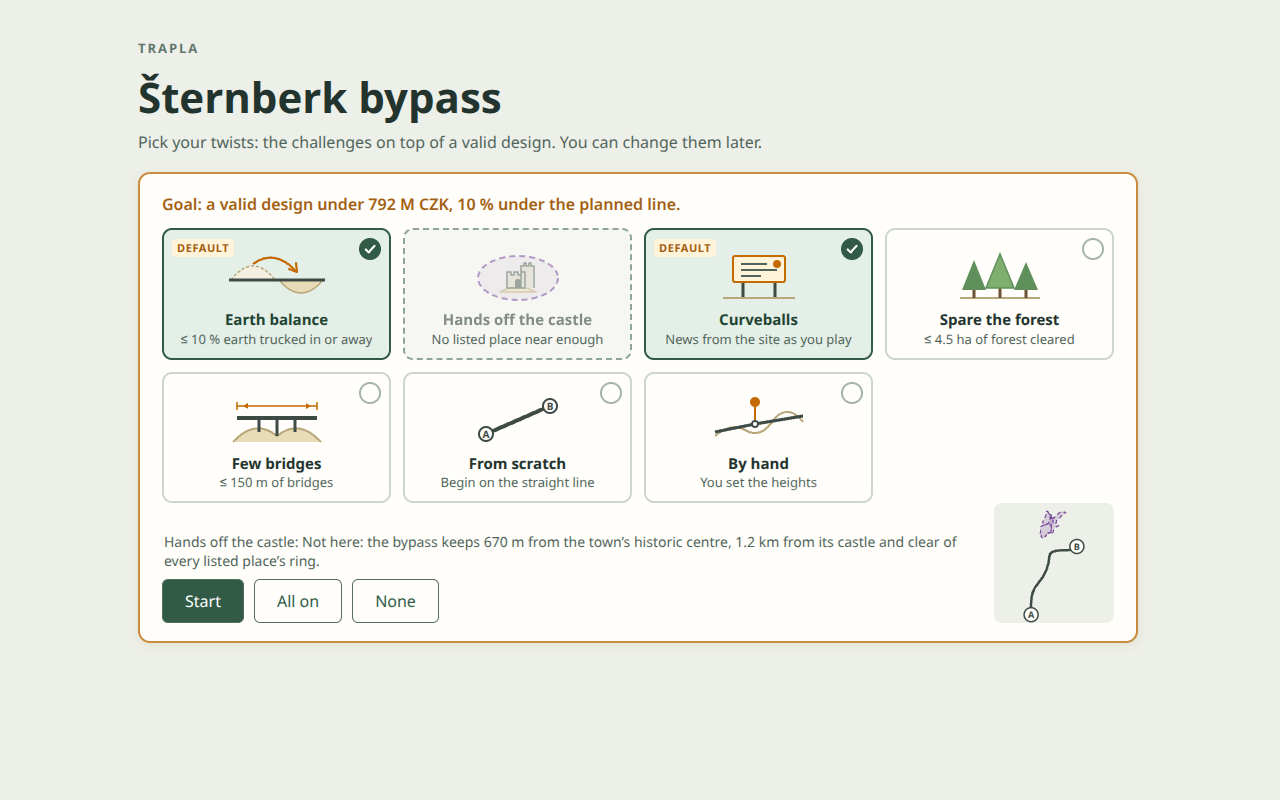 TRAPLA
Šternberk bypass
Pick your twists: the challenges on top of a valid design. You can change them later.
Goal: a valid design under 792 M CZK, 10 % under the planned line.
DEFAULT
Earth balance
≤ 10 % earth trucked in or away
Hands off the castle
No listed place near enough
DEFAULT
Curveballs
News from the site as you play
Spare the forest
≤ 4.5 ha of forest cleared
Few bridges
≤ 150 m of bridges
A
B
From scratch
Begin on the straight line
By hand
You set the heights
Hands off the castle: Not here: the bypass keeps 670 m from the town’s historic centre, 1.2 km from its castle and clear of
every listed place’s ring.
Start
All on
None
B
A